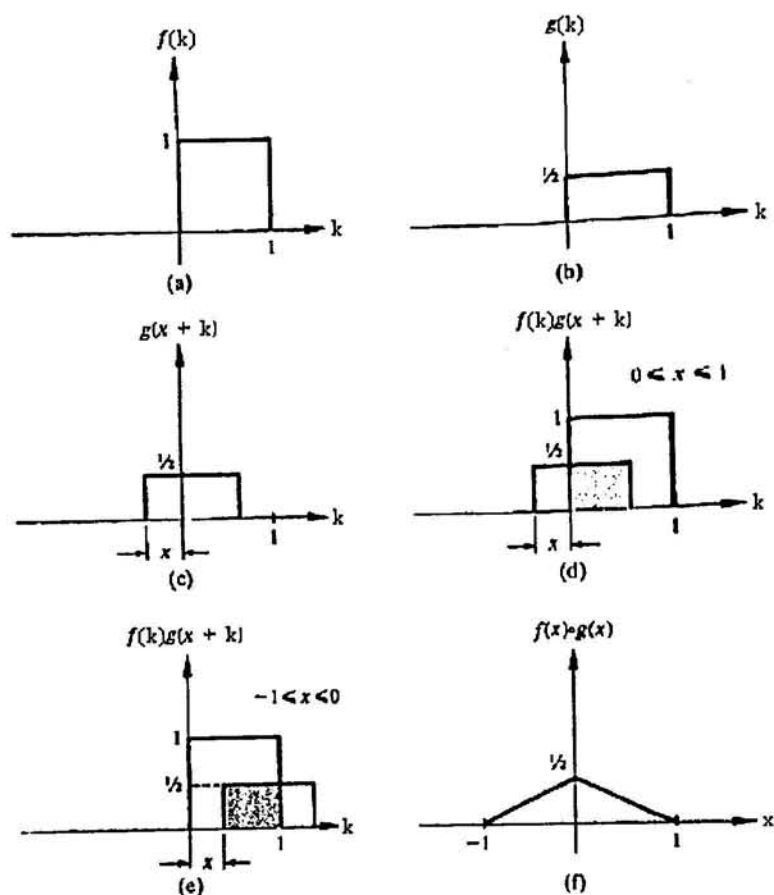 f(k)
1
k
1
(a)
g(k)
½
k
1
(b)
g(x + k)
½
k
1
x
(c)
f(k)g(x + k)
0 ⩽ x ⩽ 1
1
½
k
1
x
(d)
f(k)g(x + k)
−1 ⩽ x ⩽ 0
1
½
k
1
x
(e)
f(x)∘g(x)
½
x
−1
1
(f)